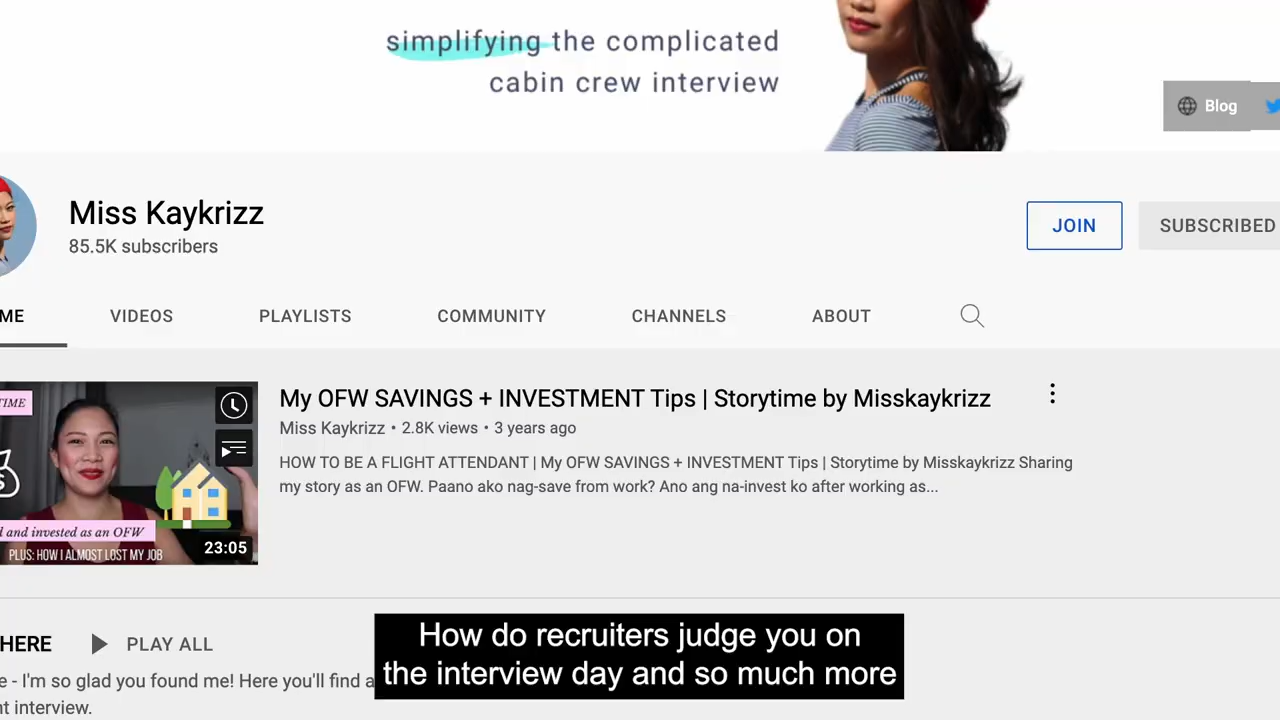 simplifying the complicated
cabin crew interview
Blog
Miss Kaykrizz
85.5K subscribers
JOIN
SUBSCRIBED
ME
VIDEOS
PLAYLISTS
COMMUNITY
CHANNELS
ABOUT
TIME
My OFW SAVINGS + INVESTMENT Tips | Storytime by Misskaykrizz
Miss Kaykrizz • 2.8K views • 3 years ago
HOW TO BE A FLIGHT ATTENDANT | My OFW SAVINGS + INVESTMENT Tips | Storytime by Misskaykrizz Sharing
my story as an OFW. Paano ako nag-save from work? Ano ang na-invest ko after working as...
d and invested as an OFW
PLUS: HOW I ALMOST LOST MY JOB
23:05
HERE
PLAY ALL
e - I'm so glad you found me! Here you'll find a
nt interview.
How do recruiters judge you on
the interview day and so much more